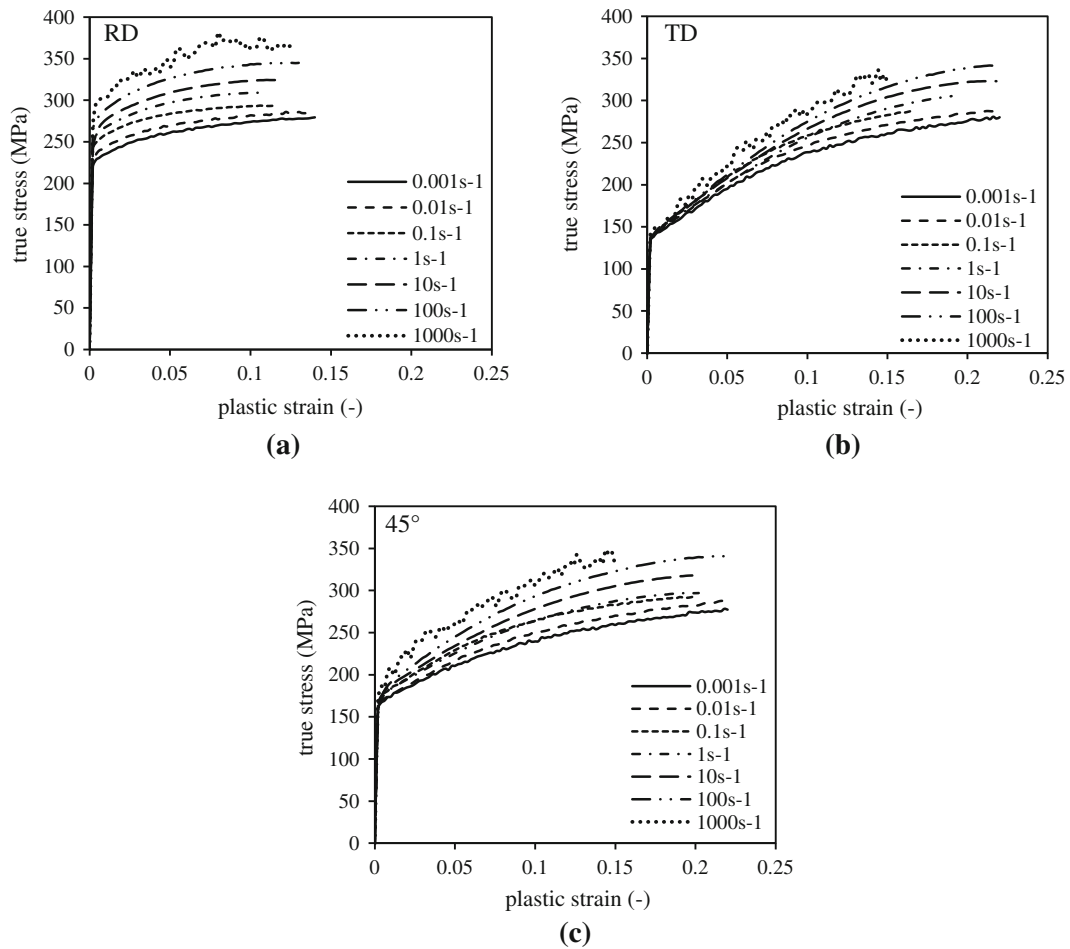 RD
true stress (MPa)
400
350
300
250
200
150
100
50
0
0 0.05 0.1 0.15 0.2 0.25
plastic strain (-)
0.001s-1
0.01s-1
0.1s-1
1s-1
10s-1
100s-1
1000s-1
(a)
TD
true stress (MPa)
400
350
300
250
200
150
100
50
0
0 0.05 0.1 0.15 0.2 0.25
plastic strain (-)
0.001s-1
0.01s-1
0.1s-1
1s-1
10s-1
100s-1
1000s-1
(b)
45°
true stress (MPa)
400
350
300
250
200
150
100
50
0
0 0.05 0.1 0.15 0.2 0.25
plastic strain (-)
0.001s-1
0.01s-1
0.1s-1
1s-1
10s-1
100s-1
1000s-1
(c)